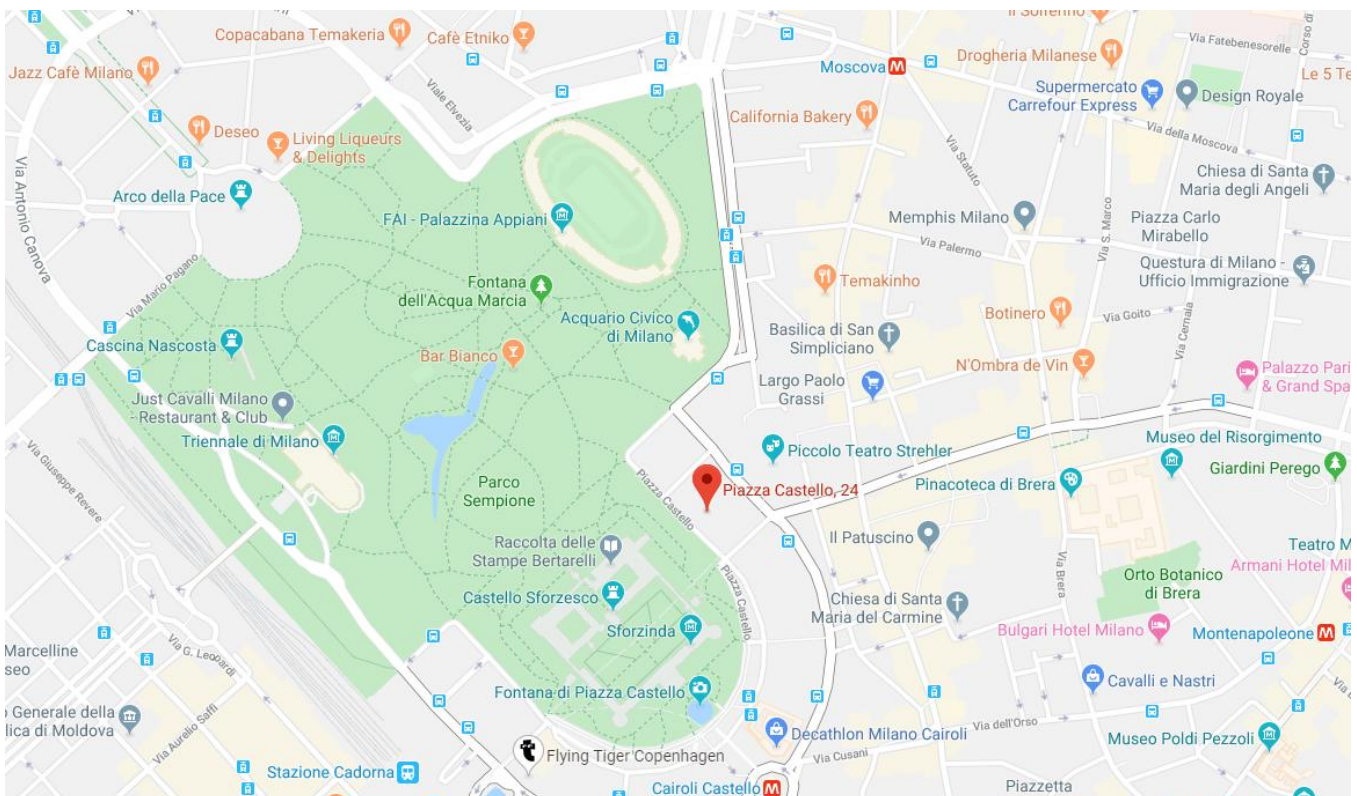 Il Sorrenno
Copacabana Temakeria
Cafè Etniko
Via Fatebenesorelle
Corso di
Drogheria Milanese
Jazz Cafè Milano
Moscova M
Le 5 Te
Viale Elvezia
Supermercato
Carrefour Express
Design Royale
California Bakery
Deseo
Living Liqueurs
& Delights
Via della Moscova
Via Statuto
Chiesa di Santa
Maria degli Angeli
Via Antonio Canova
Arco della Pace
FAI - Palazzina Appiani
Memphis Milano
Via S. Marco
Piazza Carlo
Mirabello
Via Palermo
Questura di Milano -
Ufficio Immigrazione
Via Mario Pagano
Fontana
dell'Acqua Marcia
Temakinho
Botinero
Via Goito
Via Cernaia
Acquario Civico
di Milano
Basilica di San
Simpliciano
Cascina Nascosta
Bar Bianco
N'Ombra de Vin
Palazzo Pari
& Grand Spa
Largo Paolo
Grassi
Just Cavalli Milano
- Restaurant & Club
Triennale di Milano
Piccolo Teatro Strehler
Museo del Risorgimento
Giardini Perego
Via Giuseppe Revere
Parco
Sempione
Piazza Castello
Piazza Castello, 24
Pinacoteca di Brera
Raccolta delle
Stampe Bertarelli
Il Patuscino
Teatro M
Armani Hotel Mil
Via Brera
Orto Botanico
di Brera
Castello Sforzesco
Piazza Castello
Chiesa di Santa
Maria del Carmine
Sforzinda
Bulgari Hotel Milano
Montenapoleone M
Marcelline
seo
Via G. Leopardi
Fontana di Piazza Castello
Cavalli e Nastri
o Generale della
lica di Moldova
Via Aurelio Saffi
Via dell'Orso
Decathlon Milano Cairoli
Museo Poldi Pezzoli
Flying Tiger Copenhagen
Via Cusani
Stazione Cadorna
Cairoli Castello M
Piazzetta